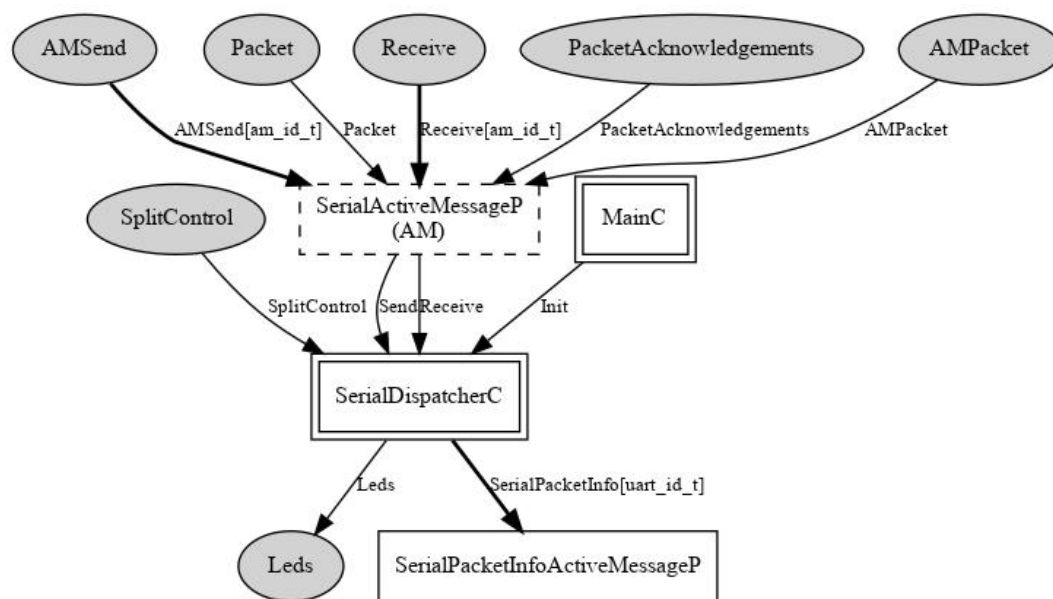 AMSend
Packet
Receive
PacketAcknowledgements
AMPacket
AMSend[am_id_t]
Packet
Receive[am_id_t]
PacketAcknowledgements
AMPacket
SplitControl
SerialActiveMessageP
(AM)
MainC
SplitControl
Send
Receive
Init
SerialDispatcherC
Leds
SerialPacketInfo[uart_id_t]
Leds
SerialPacketInfoActiveMessageP